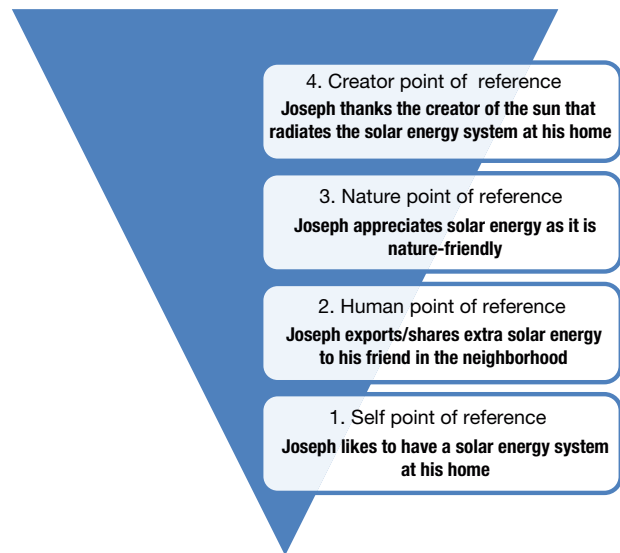 4. Creator point of reference
Joseph thanks the creator of the sun that
radiates the solar energy system at his home
3. Nature point of reference
Joseph appreciates solar energy as it is
nature-friendly
2. Human point of reference
Joseph exports/shares extra solar energy
to his friend in the neighborhood
1. Self point of reference
Joseph likes to have a solar energy system
at his home